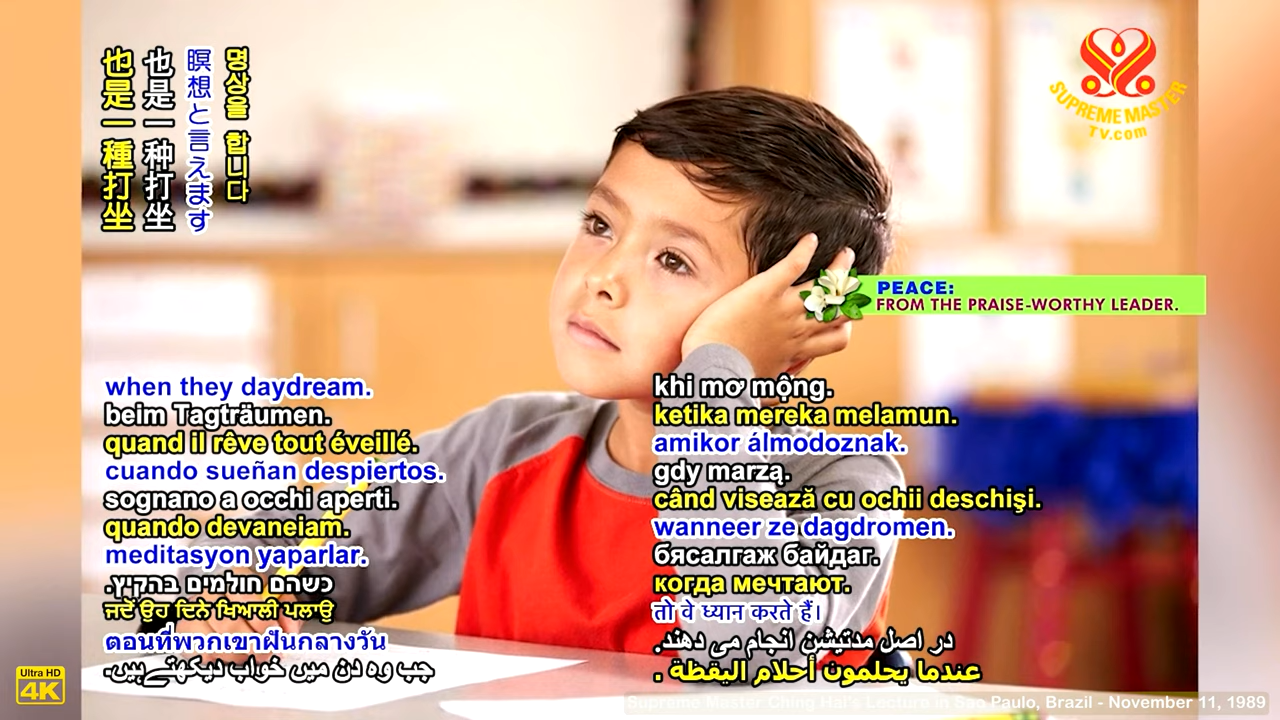 也是一種打坐
也是一种打坐
瞑想と言えます
명상을 합니다
SUPREME MASTER
TV.com
PEACE:
FROM THE PRAISE-WORTHY LEADER.
when they daydream.
beim Tagträumen.
quand il rêve tout éveillé.
cuando sueñan despiertos.
sognano a occhi aperti.
quando devaneiam.
meditasyon yaparlar.
כשהם חולמים בהקיץ.
ਜਦੋਂ ਉਹ ਦਿਨੇ ਖਿਆਲੀ ਪਲਾਉ
ตอนที่พวกเขาฝันกลางวัน
جب وہ دن میں خواب دیکھتے ہیں.
khi mơ mộng.
ketika mereka melamun.
amikor álmodoznak.
gdy marzą.
când visează cu ochii deschişi.
wanneer ze dagdromen.
бясалгаж байдаг.
когда мечтают.
तो वे ध्यान करते हैं।
در اصل مدتیشن انجام می دهند.
عندما يحلمون أحلام اليقظة .
Ultra HD
4K
Supreme Master Ching Hai's Lecture in Sao Paulo, Brazil - November 11, 1989